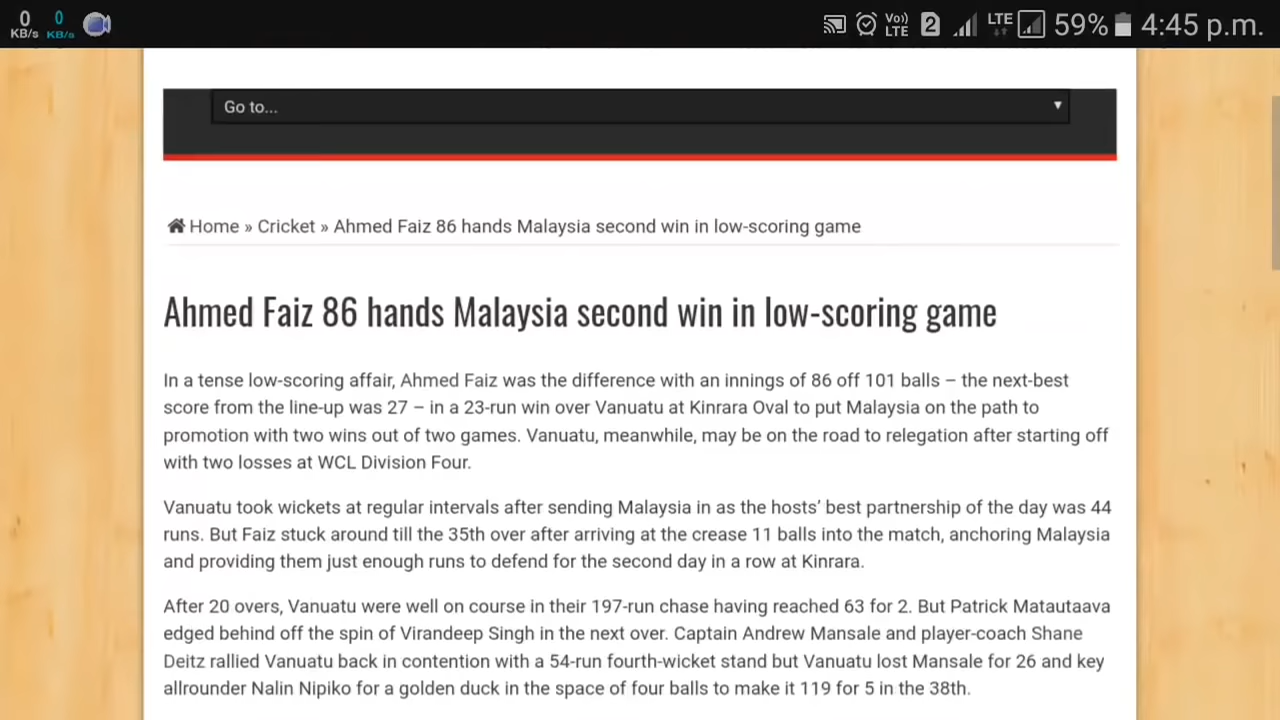 0 0 Vo)) LTE 59% 4:45 p.m.
KB/s KB/s LTE 2
Go to...
Home » Cricket » Ahmed Faiz 86 hands Malaysia second win in low-scoring game
Ahmed Faiz 86 hands Malaysia second win in low-scoring game
In a tense low-scoring affair, Ahmed Faiz was the difference with an innings of 86 off 101 balls – the next-best
score from the line-up was 27 – in a 23-run win over Vanuatu at Kinrara Oval to put Malaysia on the path to
promotion with two wins out of two games. Vanuatu, meanwhile, may be on the road to relegation after starting off
with two losses at WCL Division Four.
Vanuatu took wickets at regular intervals after sending Malaysia in as the hosts’ best partnership of the day was 44
runs. But Faiz stuck around till the 35th over after arriving at the crease 11 balls into the match, anchoring Malaysia
and providing them just enough runs to defend for the second day in a row at Kinrara.
After 20 overs, Vanuatu were well on course in their 197-run chase having reached 63 for 2. But Patrick Matautaava
edged behind off the spin of Virandeep Singh in the next over. Captain Andrew Mansale and player-coach Shane
Deitz rallied Vanuatu back in contention with a 54-run fourth-wicket stand but Vanuatu lost Mansale for 26 and key
allrounder Nalin Nipiko for a golden duck in the space of four balls to make it 119 for 5 in the 38th.